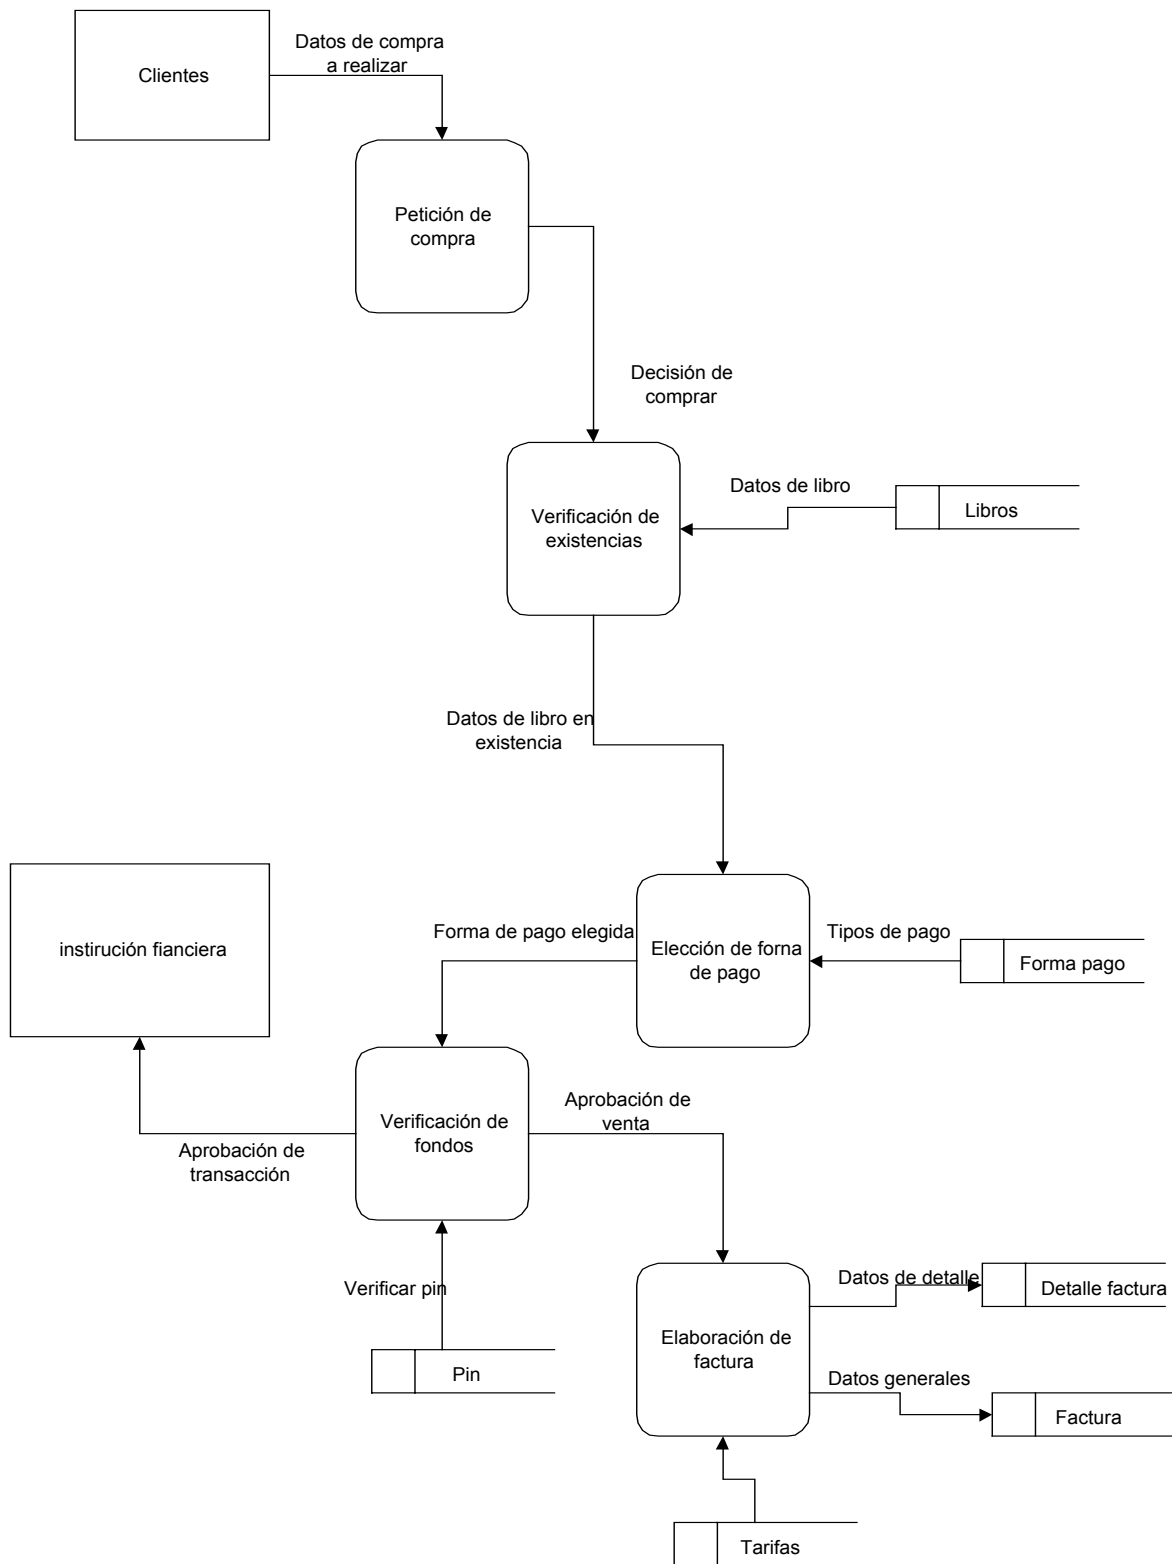 Datos de compra
a realizar
Clientes
Petición de
compra
Decisión de
comprar
Datos de libro
Libros
Verificación de
existencias
Datos de libro en
existencia
Forma de pago elegida
Tipos de pago
instirución fianciera
Elección de forna
de pago
Forma pago
Aprobación de
venta
Verificación de
fondos
Aprobación de
transacción
Verificar pin
Datos de detalle
Detalle factura
Elaboración de
factura
Pin
Datos generales
Factura
Tarifas